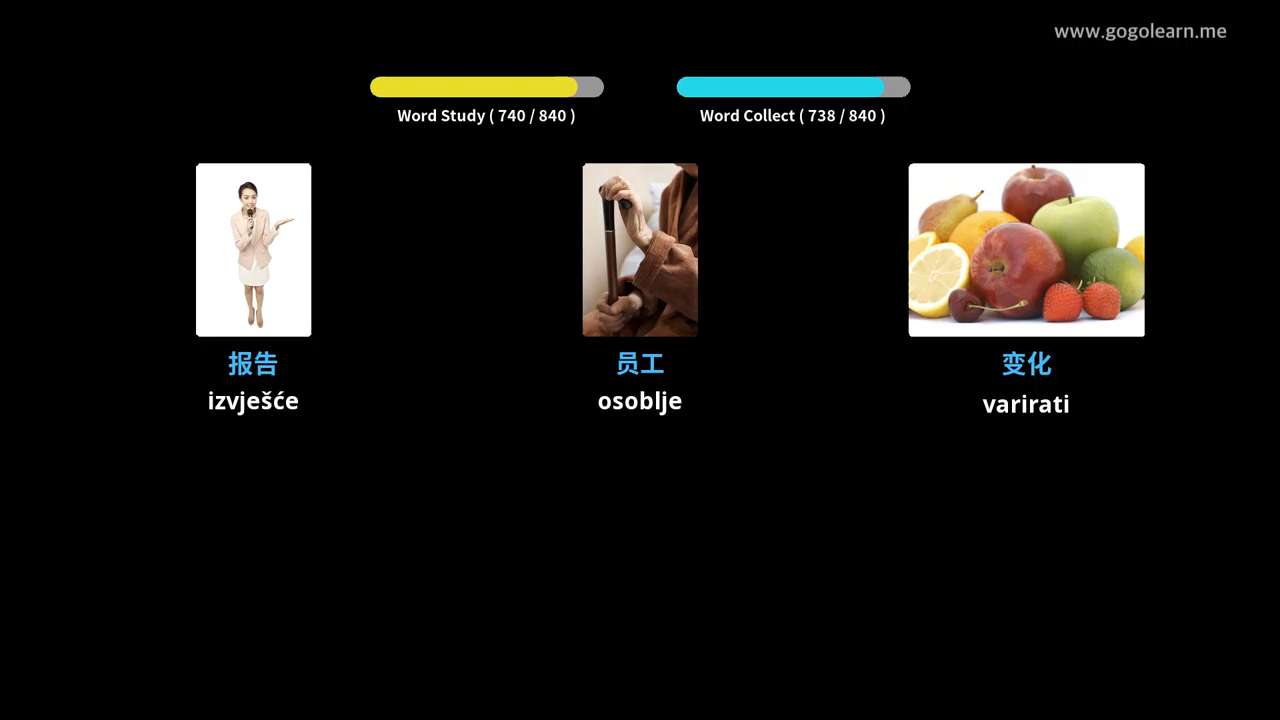 www.gogolearn.me
Word Study ( 740 / 840 )
Word Collect ( 738 / 840 )
报告
izvješće
员工
osoblje
变化
varirati